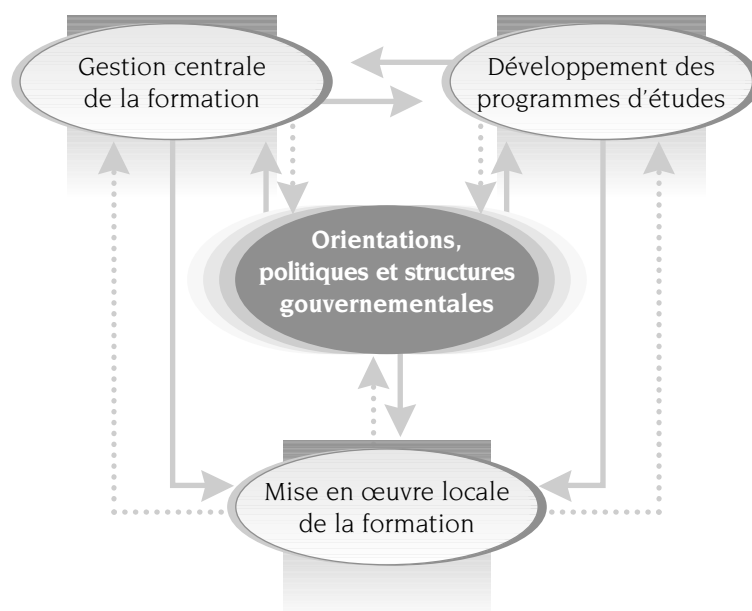 Gestion centrale
de la formation
Développement des
programmes d'études
Orientations,
politiques et structures
gouvernementales
Mise en œuvre locale
de la formation